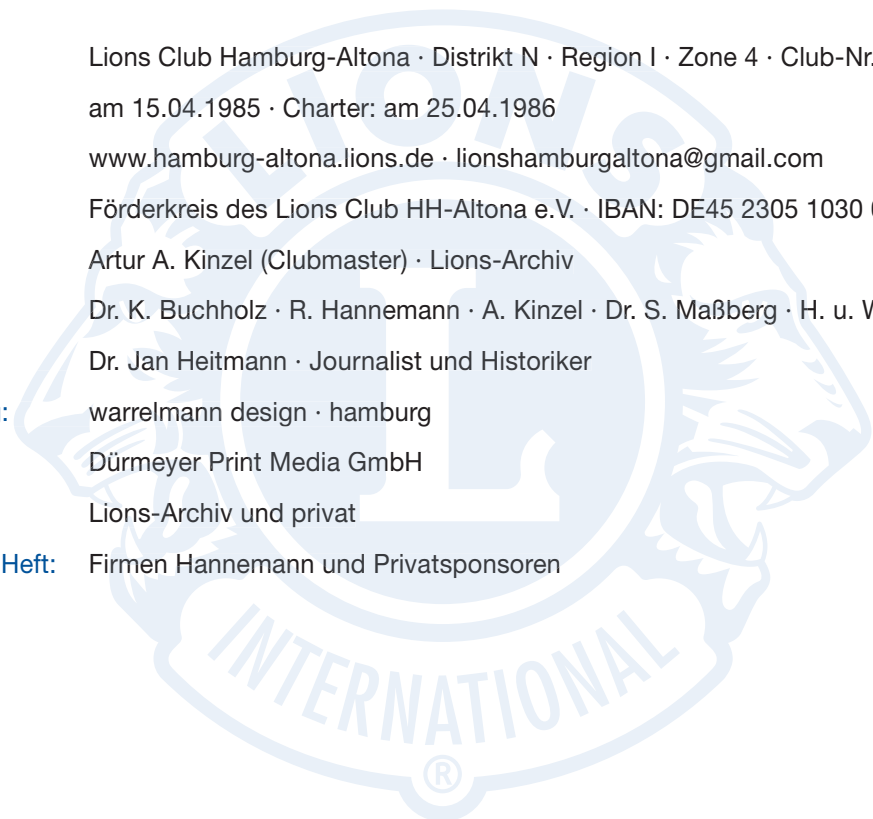 Lions Club Hamburg-Altona · Distrikt N · Region I · Zone 4 · Club-Nr.
am 15.04.1985 · Charter: am 25.04.1986
www.hamburg-altona.lions.de · lionshamburgaltona@gmail.com
Förderkreis des Lions Club HH-Altona e.V. · IBAN: DE45 2305 1030
Artur A. Kinzel (Clubmaster) · Lions-Archiv
Dr. K. Buchholz · R. Hannemann · A. Kinzel · Dr. S. Maßberg · H. u. W
Dr. Jan Heitmann · Journalist und Historiker
: warrelmann design · hamburg
Dürmeyer Print Media GmbH
Lions-Archiv und privat
Heft: Firmen Hannemann und Privatsponsoren
LIONS
L
INTERNATIONAL
®